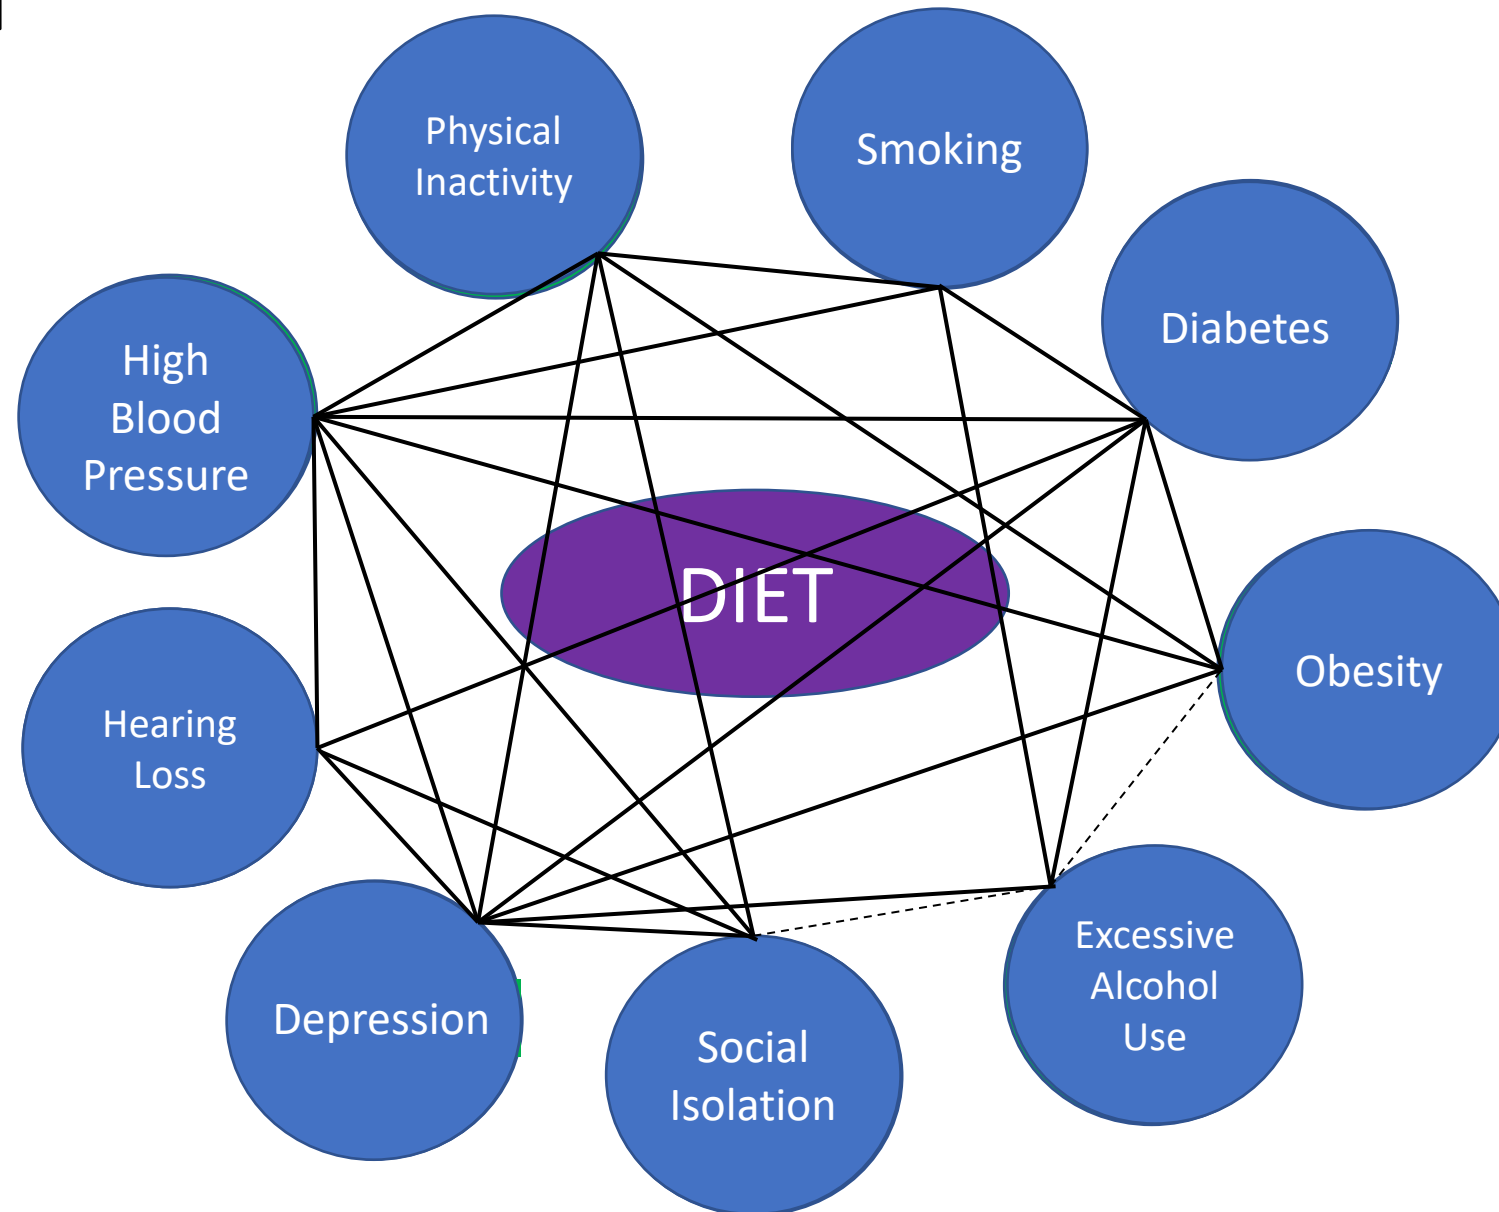 Physical
Inactivity
Smoking
Diabetes
High
Blood
Pressure
DIET
Obesity
Hearing
Loss
Excessive
Alcohol
Use
Depression
Social
Isolation